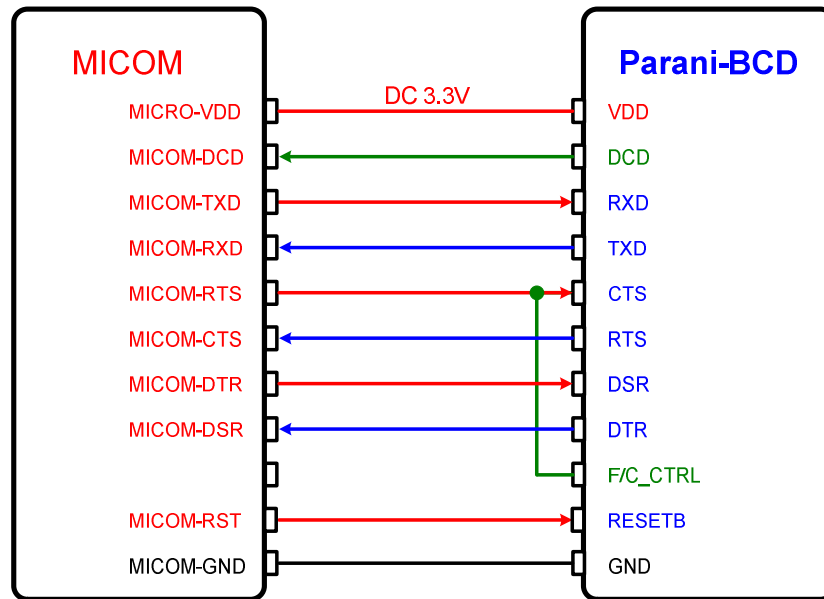 MICOM
Parani-BCD
MICRO-VDD
DC 3.3V
VDD
MICOM-DCD
DCD
MICOM-TXD
RXD
MICOM-RXD
TXD
MICOM-RTS
CTS
MICOM-CTS
RTS
MICOM-DTR
DSR
MICOM-DSR
DTR
F/C_CTRL
MICOM-RST
RESETB
MICOM-GND
GND